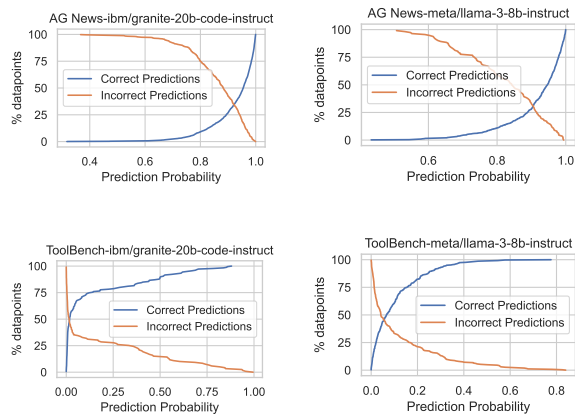 AG News-ibm/granite-20b-code-instruct
100
75
50
25
0
% datapoints
Correct Predictions
Incorrect Predictions
0.4
0.6
0.8
1.0
Prediction Probability
AG News-meta/llama-3-8b-instruct
100
75
50
25
0
% datapoints
Correct Predictions
Incorrect Predictions
0.6
0.8
1.0
Prediction Probability
ToolBench-ibm/granite-20b-code-instruct
100
75
50
25
0
% datapoints
Correct Predictions
Incorrect Predictions
0.00
0.25
0.50
0.75
1.00
Prediction Probability
ToolBench-meta/llama-3-8b-instruct
100
75
50
25
0
% datapoints
Correct Predictions
Incorrect Predictions
0.0
0.2
0.4
0.6
0.8
Prediction Probability